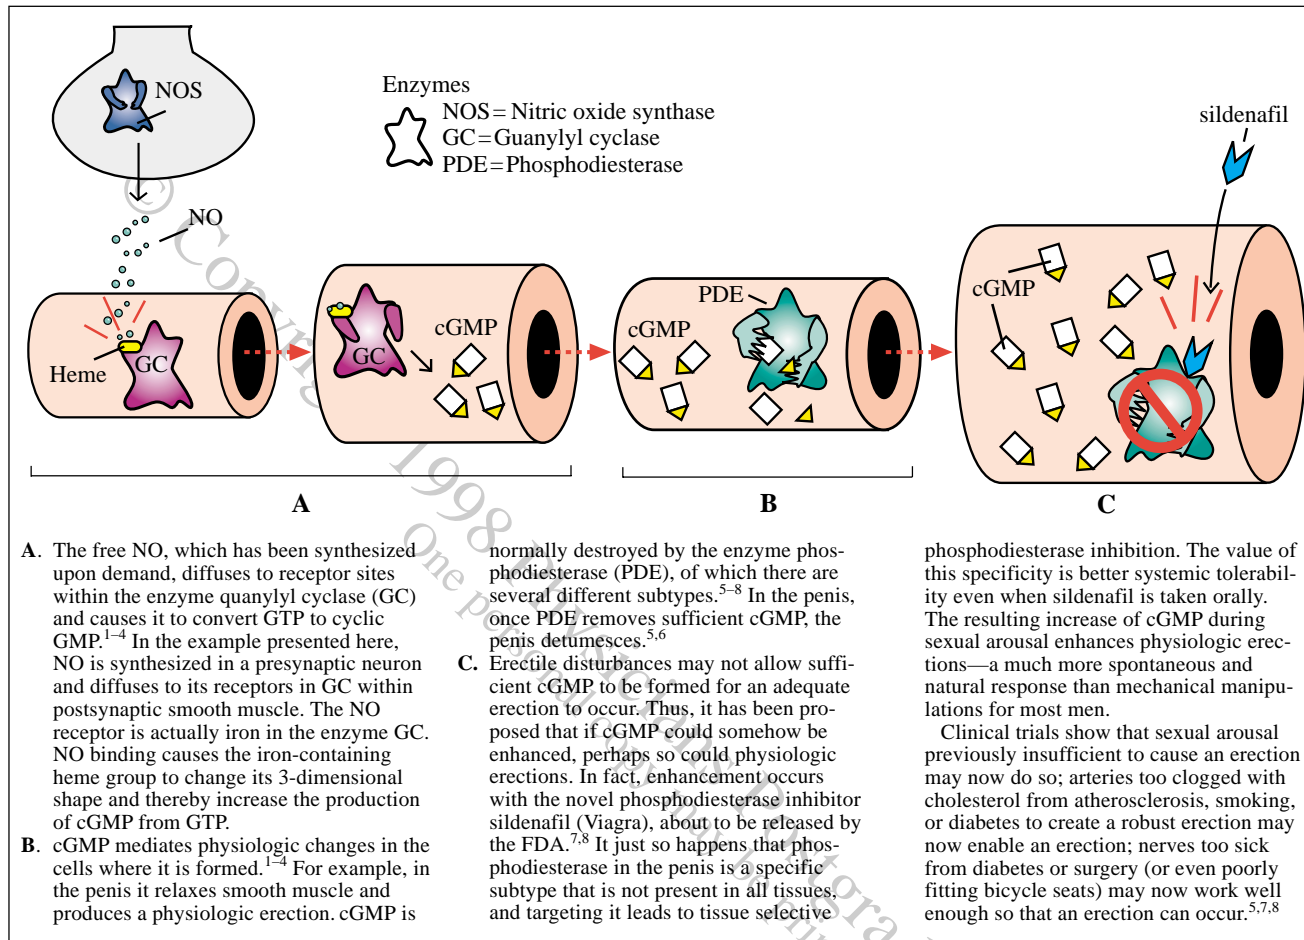 NOS
Enzymes
NOS = Nitric oxide synthase
GC = Guanylyl cyclase
PDE = Phosphodiesterase
sildenafil
NO
Heme
GC
GC
cGMP
cGMP
PDE
cGMP
A
B
C
A. The free NO, which has been synthesized
upon demand, diffuses to receptor sites
within the enzyme quanylyl cyclase (GC)
and causes it to convert GTP to cyclic
GMP.1–4 In the example presented here,
NO is synthesized in a presynaptic neuron
and diffuses to its receptors in GC within
postsynaptic smooth muscle. The NO
receptor is actually iron in the enzyme GC.
NO binding causes the iron-containing
heme group to change its 3-dimensional
shape and thereby increase the production
of cGMP from GTP.
B. cGMP mediates physiologic changes in the
cells where it is formed.1–4 For example, in
the penis it relaxes smooth muscle and
produces a physiologic erection. cGMP is
normally destroyed by the enzyme phos-
phodiesterase (PDE), of which there are
several different subtypes.5–8 In the penis,
once PDE removes sufficient cGMP, the
penis detumesces.5,6
C. Erectile disturbances may not allow suffi-
cient cGMP to be formed for an adequate
erection to occur. Thus, it has been pro-
posed that if cGMP could somehow be
enhanced, perhaps so could physiologic
erections. In fact, enhancement occurs
with the novel phosphodiesterase inhibitor
sildenafil (Viagra), about to be released by
the FDA.7,8 It just so happens that phos-
phodiesterase in the penis is a specific
subtype that is not present in all tissues,
and targeting it leads to tissue selective
phosphodiesterase inhibition. The value of
this specificity is better systemic tolerabil-
ity even when sildenafil is taken orally.
The resulting increase of cGMP during
sexual arousal enhances physiologic erec-
tions—a much more spontaneous and
natural response than mechanical manipu-
lations for most men.
Clinical trials show that sexual arousal
previously insufficient to cause an erection
may now do so; arteries too clogged with
cholesterol from atherosclerosis, smoking,
or diabetes to create a robust erection may
now enable an erection; nerves too sick
from diabetes or surgery (or even poorly
fitting bicycle seats) may now work well
enough so that an erection can occur.5,7,8
© 1998 Physicians
One personal copy may be